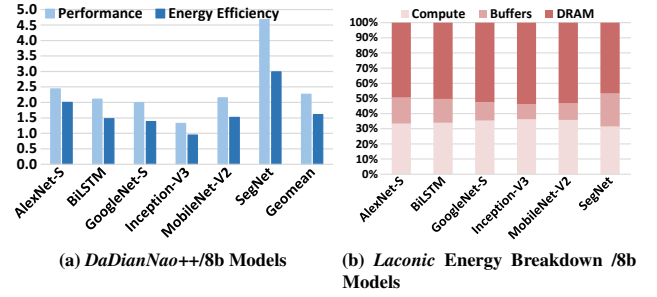 Performance Energy Efficiency
5.0
4.5
4.0
3.5
3.0
2.5
2.0
1.5
1.0
0.5
0.0
AlexNet-S
BiLSTM
GoogleNet-S
Inception-V3
MobileNet-V2
SegNet
Geomean
(a) DaDianNao++/8b Models
Compute Buffers DRAM
100%
90%
80%
70%
60%
50%
40%
30%
20%
10%
0%
AlexNet-S
BiLSTM
GoogleNet-S
Inception-V3
MobileNet-V2
SegNet
(b) Laconic Energy Breakdown /8b
Models